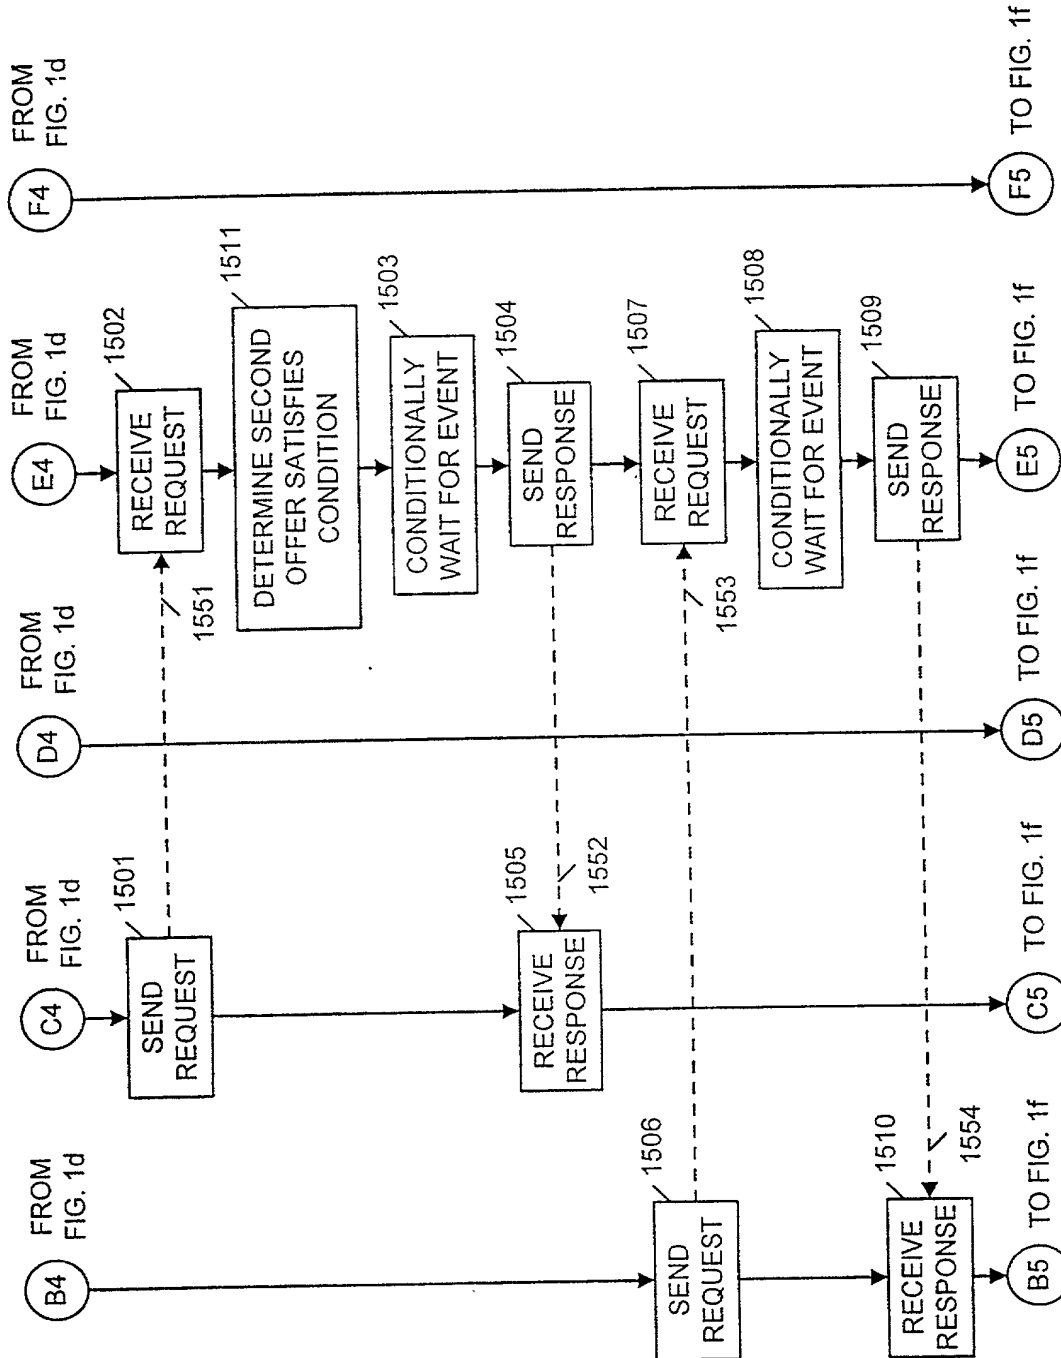 B4
FROM
FIG. 1d
C4
FROM
FIG. 1d
D4
FROM
FIG. 1d
E4
FROM
FIG. 1d
F4
FROM
FIG. 1d
1501
SEND
REQUEST
1551
1502
RECEIVE
REQUEST
1511
DETERMINE SECOND
OFFER SATISFIES
CONDITION
1503
CONDITIONALLY
WAIT FOR EVENT
1504
SEND
RESPONSE
1505
RECEIVE
RESPONSE
1552
1506
SEND
REQUEST
1553
1507
RECEIVE
REQUEST
1508
CONDITIONALLY
WAIT FOR EVENT
1509
SEND
RESPONSE
1510
RECEIVE
RESPONSE
1554
B5
TO FIG. 1f
C5
TO FIG. 1f
D5
TO FIG. 1f
E5
TO FIG. 1f
F5
TO FIG. 1f